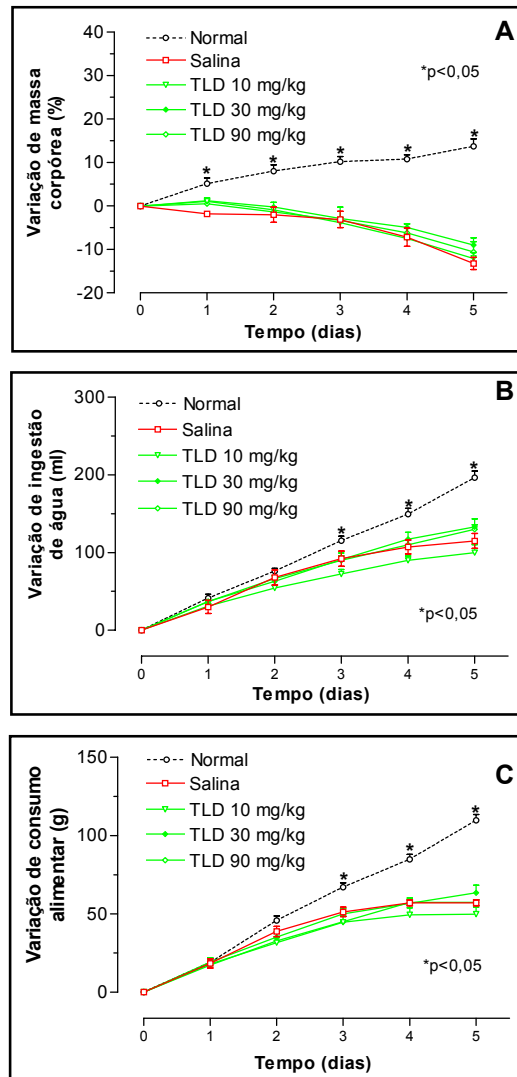 A
40
30
20
10
0
-10
-20
Variação de massa
corpórea (%)
Normal
Salina
TLD 10 mg/kg
TLD 30 mg/kg
TLD 90 mg/kg
*p<0,05
*
*
*
*
*
0 1 2 3 4 5
Tempo (dias)
B
300
200
100
0
Variação de ingestão
de água (ml)
Normal
Salina
TLD 10 mg/kg
TLD 30 mg/kg
TLD 90 mg/kg
*
*
*
*p<0,05
0 1 2 3 4 5
Tempo (dias)
C
150
100
50
0
Variação de consumo
alimentar (g)
Normal
Salina
TLD 10 mg/kg
TLD 30 mg/kg
TLD 90 mg/kg
*
*
*
*p<0,05
0 1 2 3 4 5
Tempo (dias)